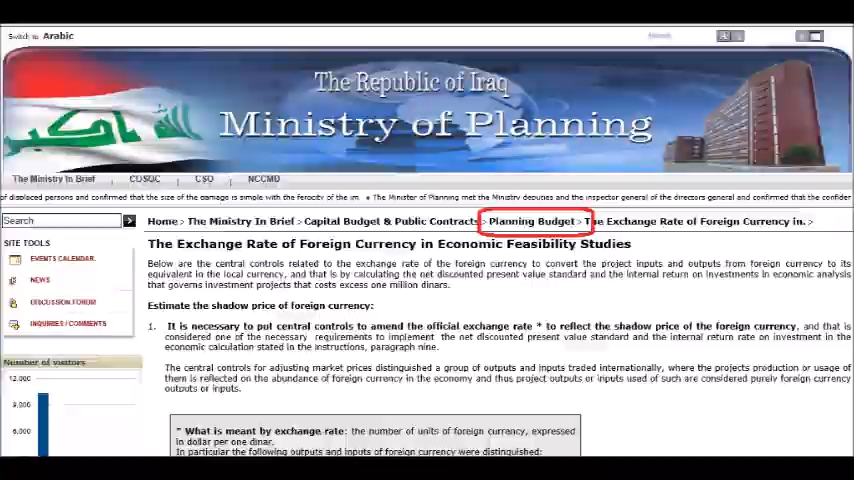 Switch to Arabic
The Republic of Iraq
Ministry of Planning
The Ministry In Brief | COSQC | CSO | NCCMD
of displaced persons and confirmed that the size of the damage is simple with the ferocity of the im. • The Minister of Planning met the Ministry deputies and the inspector general of the directors general and confirmed that the confider
Search
Home > The Ministry In Brief > Capital Budget & Public Contracts > Planning Budget > The Exchange Rate of Foreign Currency in. >
SITE TOOLS
EVENTS CALENDAR.
NEWS
DISCUSSION FORUM
INQUIRIES / COMMENTS
Number of visitors
12,000
9,000
6,000
The Exchange Rate of Foreign Currency in Economic Feasibility Studies
Below are the central controls related to the exchange rate of the foreign currency to convert the project inputs and outputs from foreign currency to its
equivalent in the local currency, and that is by calculating the net discounted present value standard and the internal return on investments in economic analysis
that governs investment projects that costs exceed one million dinars.
Estimate the shadow price of foreign currency:
1. It is necessary to put central controls to amend the official exchange rate * to reflect the shadow price of the foreign currency, and that is
considered one of the necessary requirements to implement the net discounted present value standard and the internal return rate on investment in the
economic calculation stated in the instructions, paragraph nine.
The central controls for adjusting market prices distinguished a group of outputs and inputs traded internationally, where the projects production or usage of
them is reflected on the abundance of foreign currency in the economy and thus project outputs or inputs used of such are considered purely foreign currency
outputs or inputs.
* What is meant by exchange rate: the number of units of foreign currency, expressed
in dollar per one dinar.
In particular the following outputs and inputs of foreign currency were distinguished: